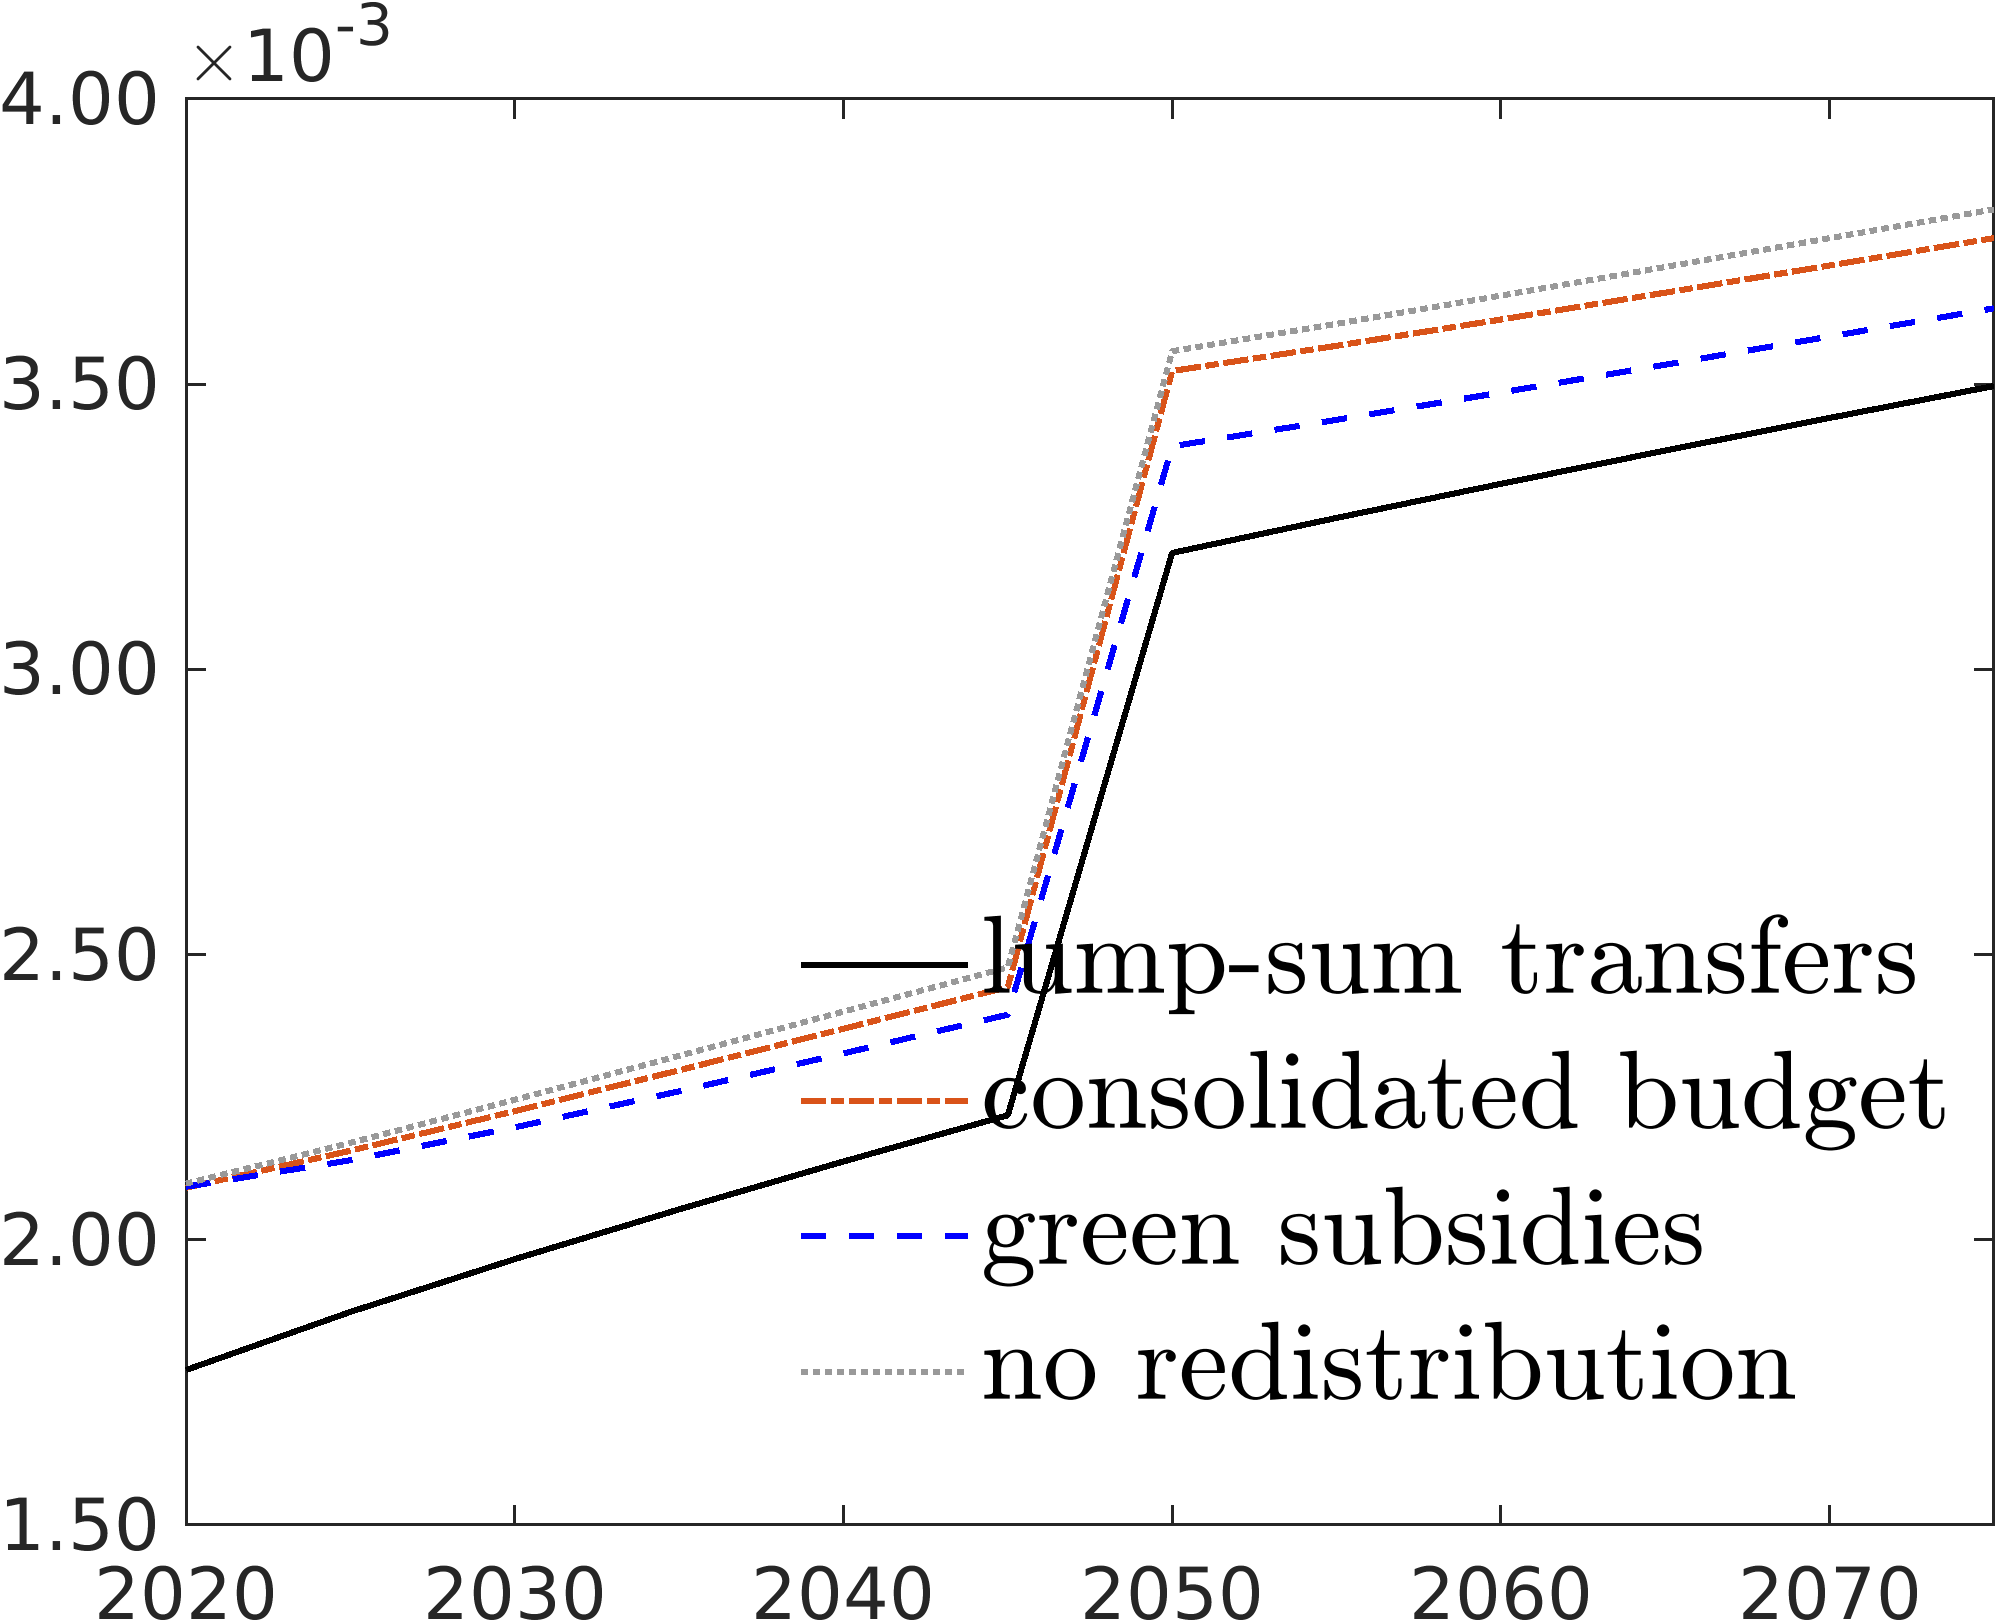 ×10-3
4.00
3.50
3.00
2.50
2.00
1.50
lump-sum transfers
consolidated budget
green subsidies
no redistribution
2020 2030 2040 2050 2060 2070